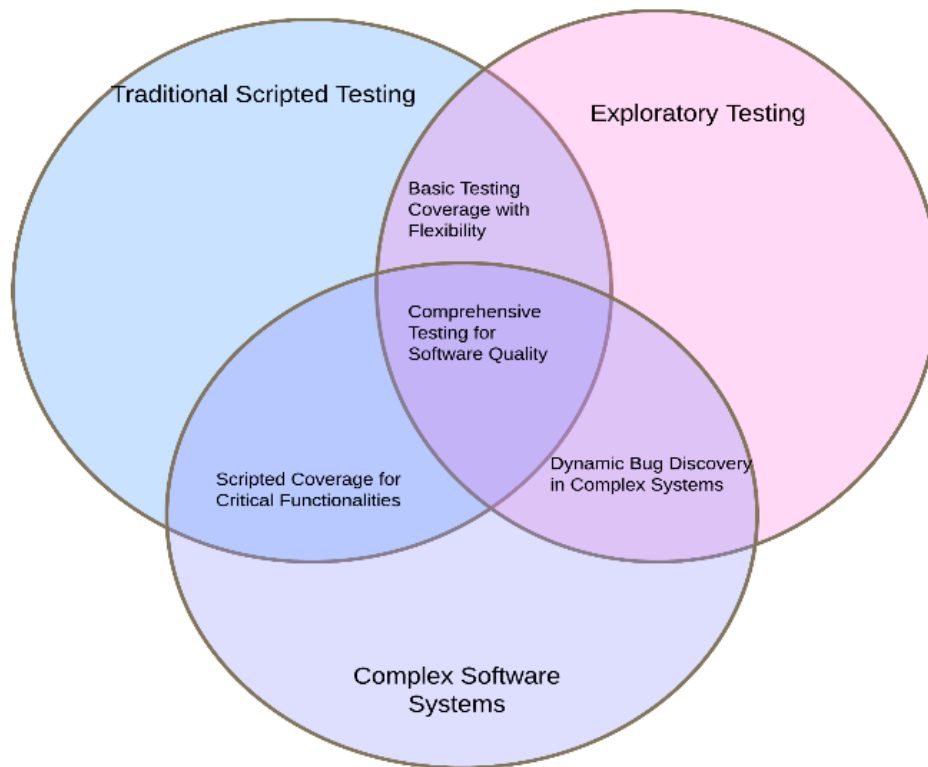 Traditional Scripted Testing
Exploratory Testing
Basic Testing
Coverage with
Flexibility
Comprehensive
Testing for
Software Quality
Scripted Coverage for
Critical Functionalities
Dynamic Bug Discovery
in Complex Systems
Complex Software
Systems